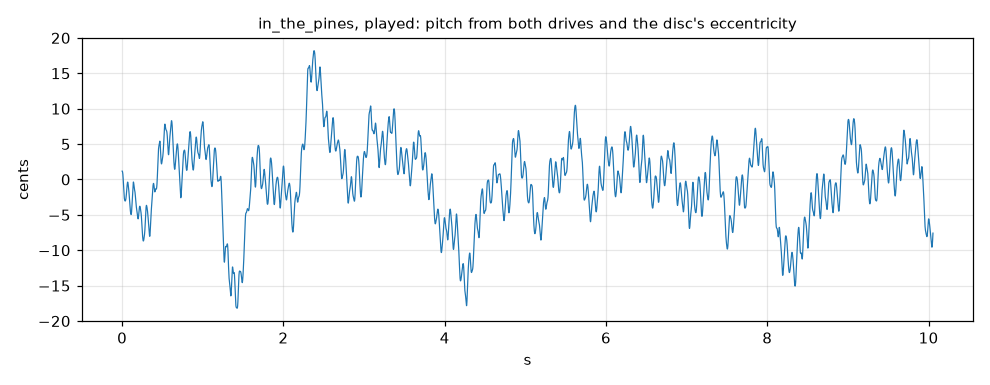 in_the_pines, played: pitch from both drives and the disc's eccentricity
20
15
10
5
0
−5
−10
−15
−20
cents
0 2 4 6 8 10
s